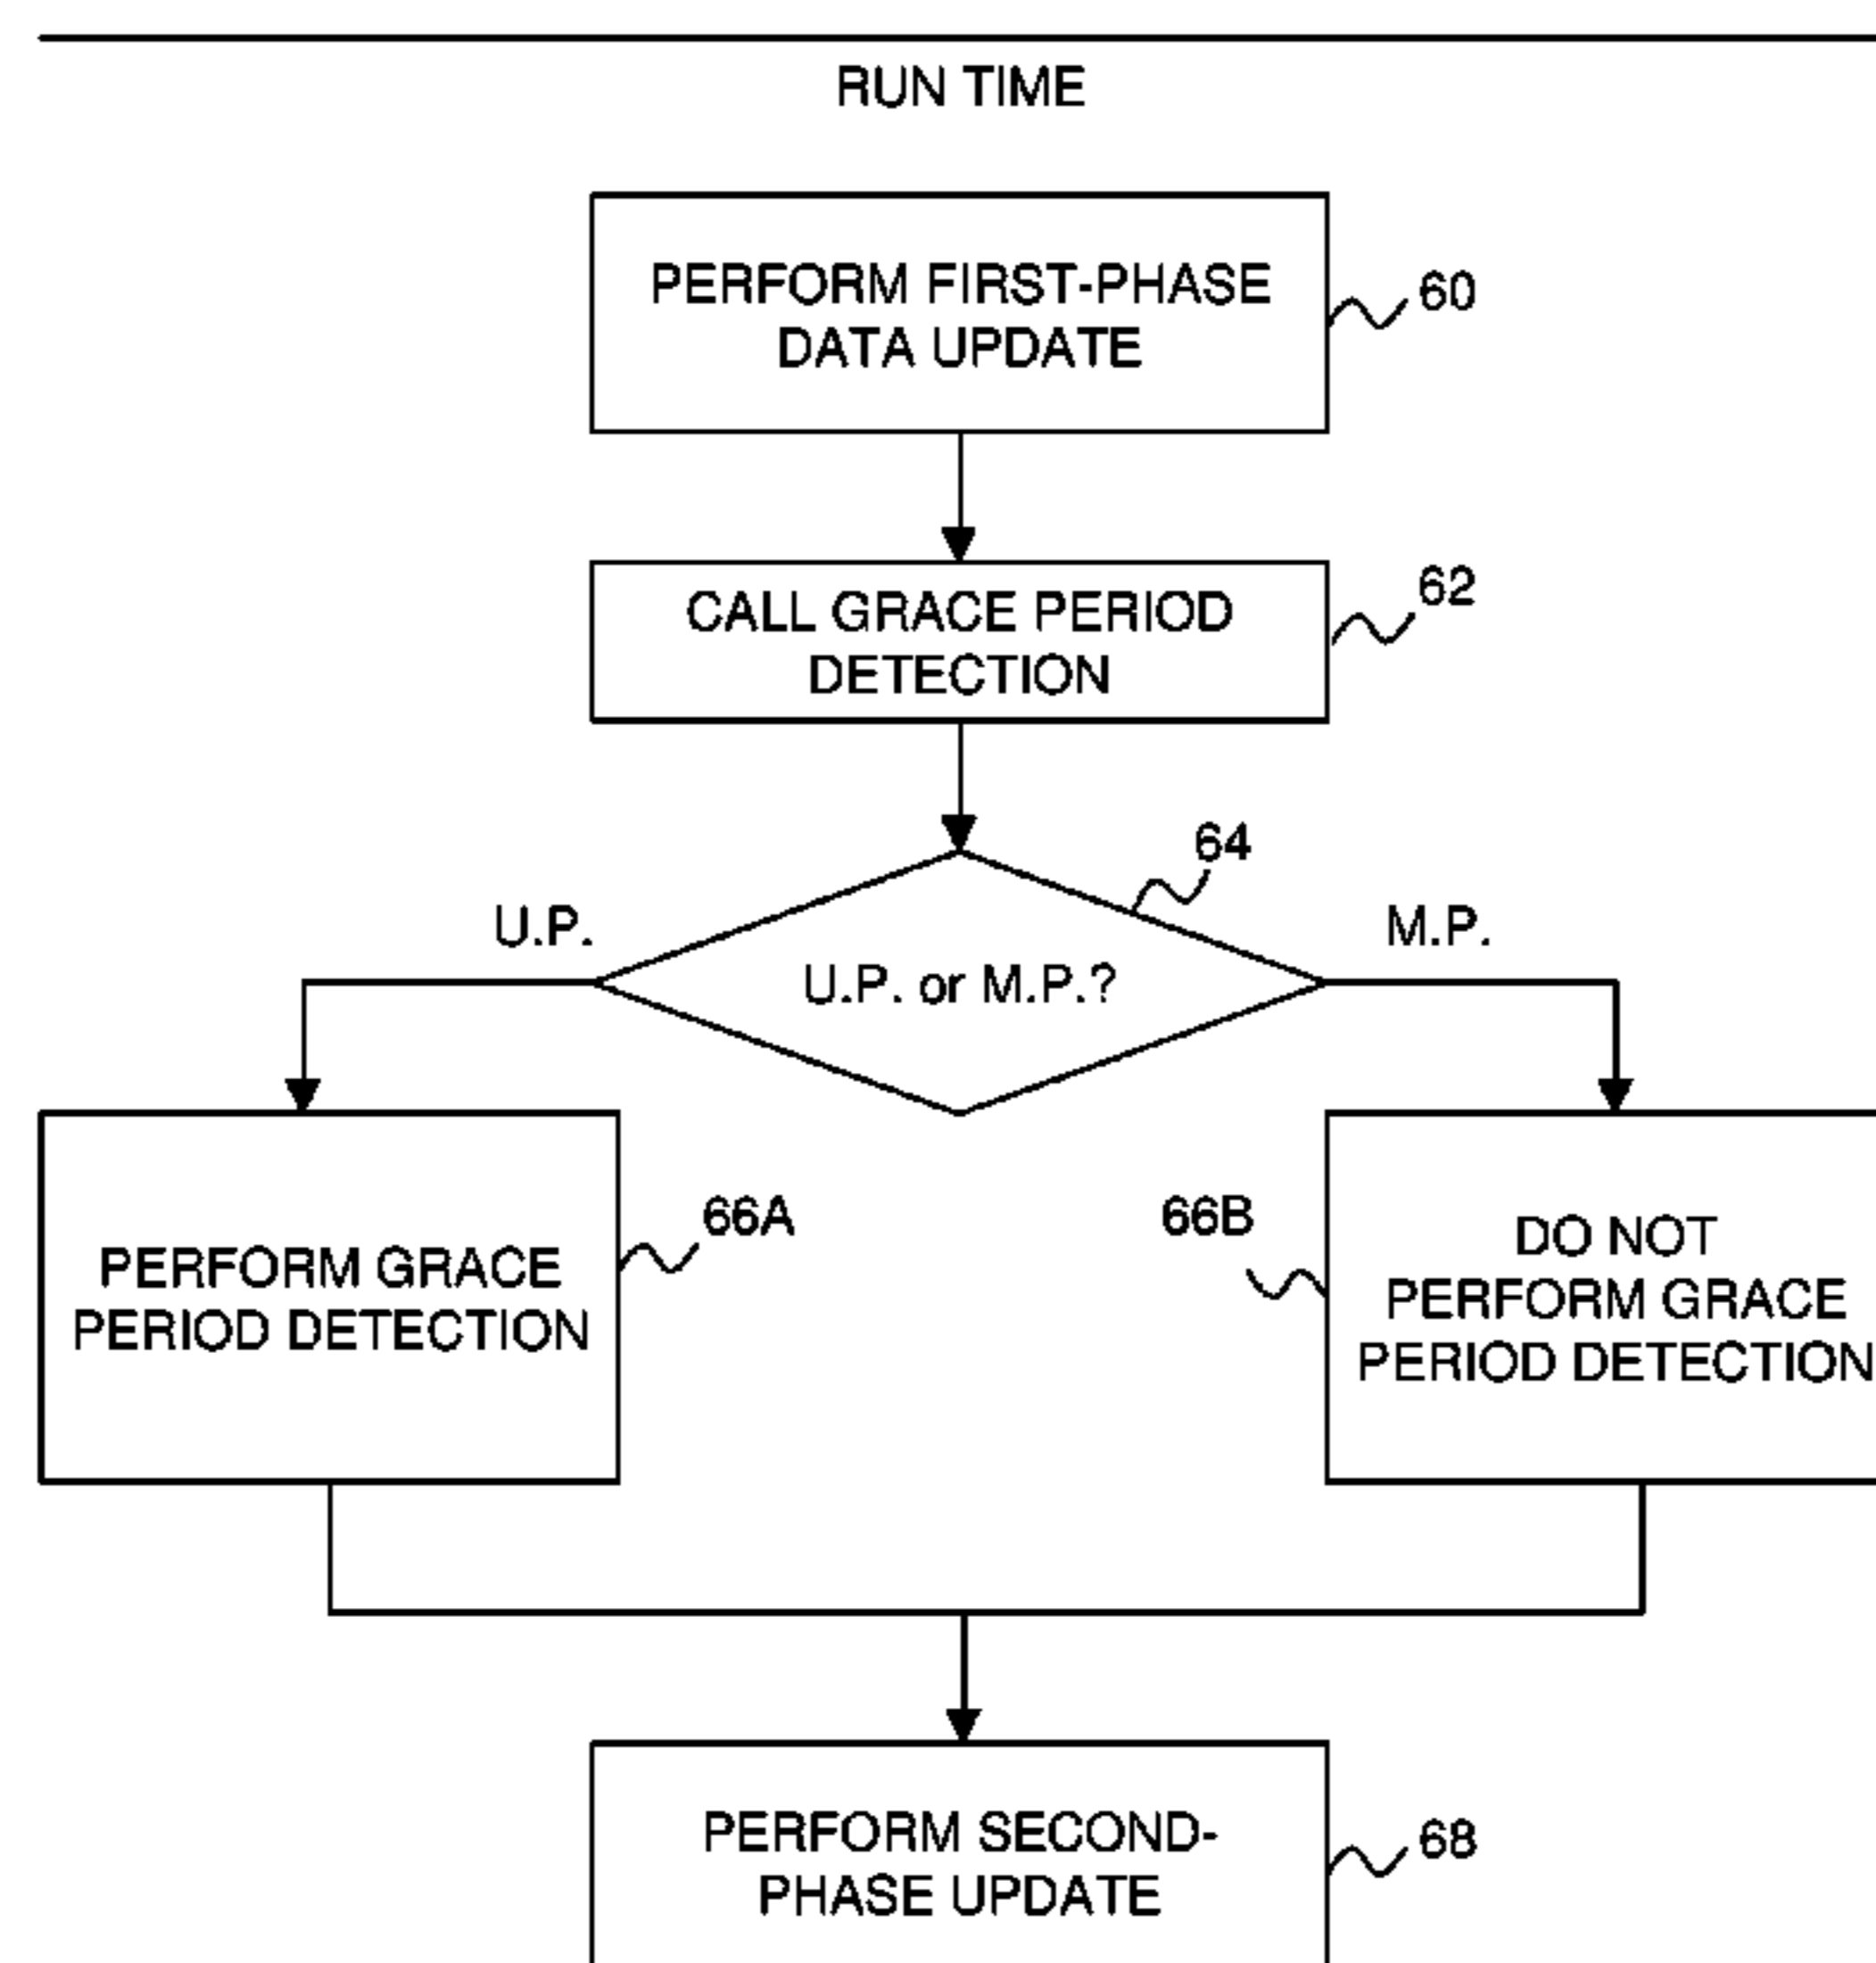 RUN TIME
PERFORM FIRST-PHASE
DATA UPDATE
60
CALL GRACE PERIOD
DETECTION
62
64
U.P.
U.P. or M.P.?
M.P.
PERFORM GRACE
PERIOD DETECTION
66A
66B
DO NOT
PERFORM GRACE
PERIOD DETECTION
PERFORM SECOND-
PHASE UPDATE
68